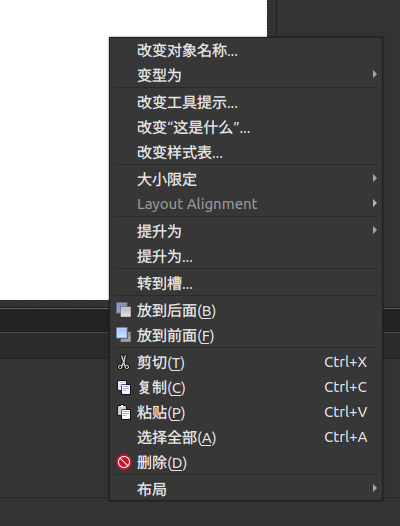 改变对象名称...
变型为
改变工具提示...
改变“这是什么”...
改变样式表...
大小限定
Layout Alignment
提升为
提升为...
转到槽...
放到后面(B)
放到前面(F)
剪切(T) Ctrl+X
复制(C) Ctrl+C
粘贴(P) Ctrl+V
选择全部(A) Ctrl+A
删除(D)
布局